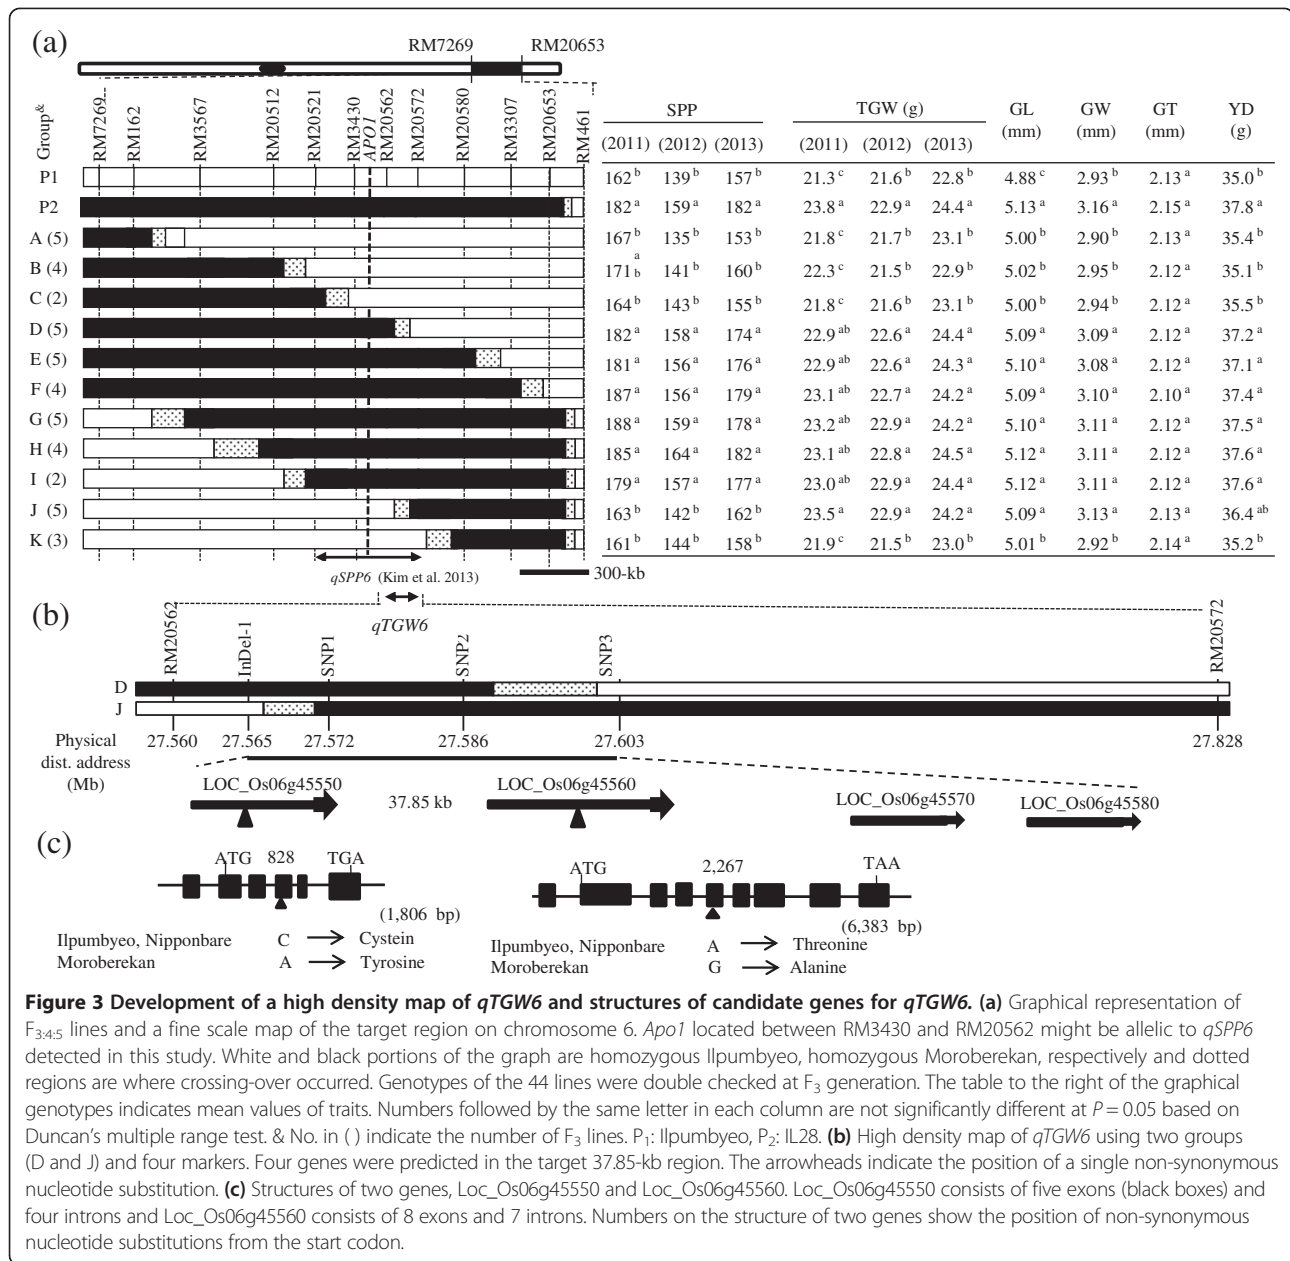 (a)
RM7269 RM20653
Group& RM7269 RM162 RM3567 RM20512 RM20521 RM3430 APO1 RM20562 RM20572 RM20580 RM3307 RM20653 RM461
SPP TGW (g) GL (mm) GW (mm) GT (mm) YD (g)
(2011) (2012) (2013) (2011) (2012) (2013)
P1 162 b 139 b 157 b 21.3 c 21.6 b 22.8 b 4.88 c 2.93 b 2.13 a 35.0 b
P2 182 a 159 a 182 a 23.8 a 22.9 a 24.4 a 5.13 a 3.16 a 2.15 a 37.8 a
A (5) 167 b 135 b 153 b 21.8 c 21.7 b 23.1 b 5.00 b 2.90 b 2.13 a 35.4 b
B (4) 171 a b 141 b 160 b 22.3 c 21.5 b 22.9 b 5.02 b 2.95 b 2.12 a 35.1 b
C (2) 164 b 143 b 155 b 21.8 c 21.6 b 23.1 b 5.00 b 2.94 b 2.12 a 35.5 b
D (5) 182 a 158 a 174 a 22.9 ab 22.6 a 24.4 a 5.09 a 3.09 a 2.12 a 37.2 a
E (5) 181 a 156 a 176 a 22.9 ab 22.6 a 24.3 a 5.10 a 3.08 a 2.12 a 37.1 a
F (4) 187 a 156 a 179 a 23.1 ab 22.7 a 24.2 a 5.09 a 3.10 a 2.10 a 37.4 a
G (5) 188 a 159 a 178 a 23.2 ab 22.9 a 24.2 a 5.10 a 3.11 a 2.12 a 37.5 a
H (4) 185 a 164 a 182 a 23.1 ab 22.8 a 24.5 a 5.12 a 3.11 a 2.12 a 37.6 a
I (2) 179 a 157 a 177 a 23.0 ab 22.9 a 24.4 a 5.12 a 3.11 a 2.12 a 37.6 a
J (5) 163 b 142 b 162 b 23.5 a 22.9 a 24.2 a 5.09 a 3.13 a 2.13 a 36.4 ab
K (3) 161 b 144 b 158 b 21.9 c 21.5 b 23.0 b 5.01 b 2.92 b 2.14 a 35.2 b
qSPP6 (Kim et al. 2013) 300-kb
(b)
qTGW6
RM20562 InDel-1 SNP1 SNP2 SNP3 RM20572
D
J
Physical dist. address (Mb) 27.560 27.565 27.572 27.586 27.603 27.828
LOC_Os06g45550 37.85 kb LOC_Os06g45560 LOC_Os06g45570 LOC_Os06g45580
(c)
ATG 828 TGA
(1,806 bp)
Ilpumbyeo, Nipponbare C Cystein
Moroberekan A Tyrosine
ATG 2,267 TAA
(6,383 bp)
Ilpumbyeo, Nipponbare A Threonine
Moroberekan G Alanine
Figure 3 Development of a high density map of qTGW6 and structures of candidate genes for qTGW6. (a) Graphical representation of
F3:4:5 lines and a fine scale map of the target region on chromosome 6. Apo1 located between RM3430 and RM20562 might be allelic to qSPP6
detected in this study. White and black portions of the graph are homozygous Ilpumbyeo, homozygous Moroberekan, respectively and dotted
regions are where crossing-over occurred. Genotypes of the 44 lines were double checked at F3 generation. The table to the right of the graphical
genotypes indicates mean values of traits. Numbers followed by the same letter in each column are not significantly different at P = 0.05 based on
Duncan's multiple range test. & No. in ( ) indicate the number of F3 lines. P1: Ilpumbyeo, P2: IL28. (b) High density map of qTGW6 using two groups
(D and J) and four markers. Four genes were predicted in the target 37.85-kb region. The arrowheads indicate the position of a single non-synonymous
nucleotide substitution. (c) Structures of two genes, Loc_Os06g45550 and Loc_Os06g45560. Loc_Os06g45550 consists of five exons (black boxes) and
four introns and Loc_Os06g45560 consists of 8 exons and 7 introns. Numbers on the structure of two genes show the position of non-synonymous
nucleotide substitutions from the start codon.